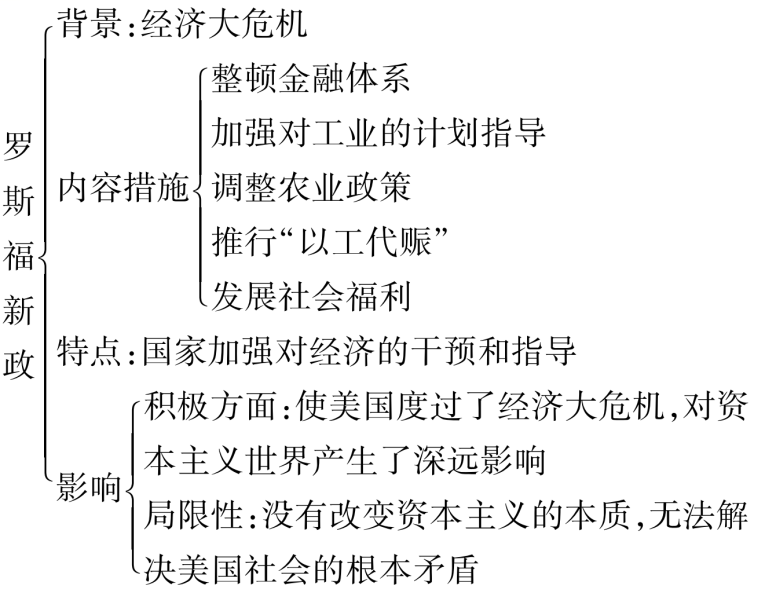 罗斯福新政
背景:经济大危机
内容措施
整顿金融体系
加强对工业的计划指导
调整农业政策
推行“以工代赈”
发展社会福利
特点:国家加强对经济的干预和指导
影响
积极方面:使美国度过了经济大危机,对资
本主义世界产生了深远影响
局限性:没有改变资本主义的本质,无法解
决美国社会的根本矛盾